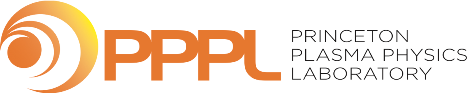 PPPL
PRINCETON
PLASMA PHYSICS
LABORATORY